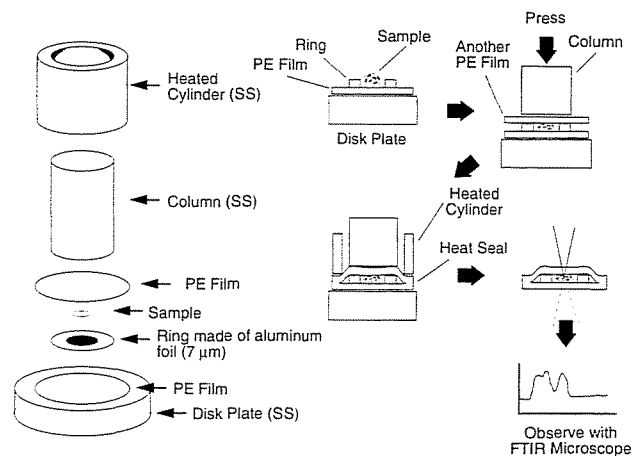 Heated
Cylinder (SS)
Column (SS)
PE Film
Sample
Ring made of aluminum
foil (7 μm)
PE Film
Disk Plate (SS)
Sample
Ring
PE Film
Disk Plate
Press
Column
Another
PE Film
Heated
Cylinder
Heat Seal
Observe with
FTIR Microscope